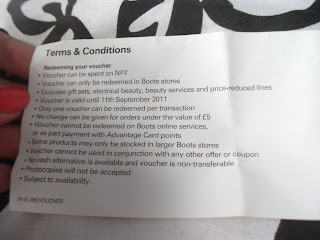 Terms & Conditions
Redeeming your voucher
• Voucher can be spent on No7
• Voucher can only be redeemed in Boots stores
• Excludes gift sets, electrical beauty, beauty services and price-reduced lines
• Voucher is valid until 11th September 2011
• Only one voucher can be redeemed per transaction
• No change can be given for orders under the value of £5
• Voucher cannot be redeemed on Boots online services,
or as part payment with Advantage Card points
• Some products may only be stocked in larger Boots stores
• Voucher cannot be used in conjunction with any other offer or coupon
• No cash alternative is available and voucher is non-transferable
• Photocopies will not be accepted
• Subject to availability